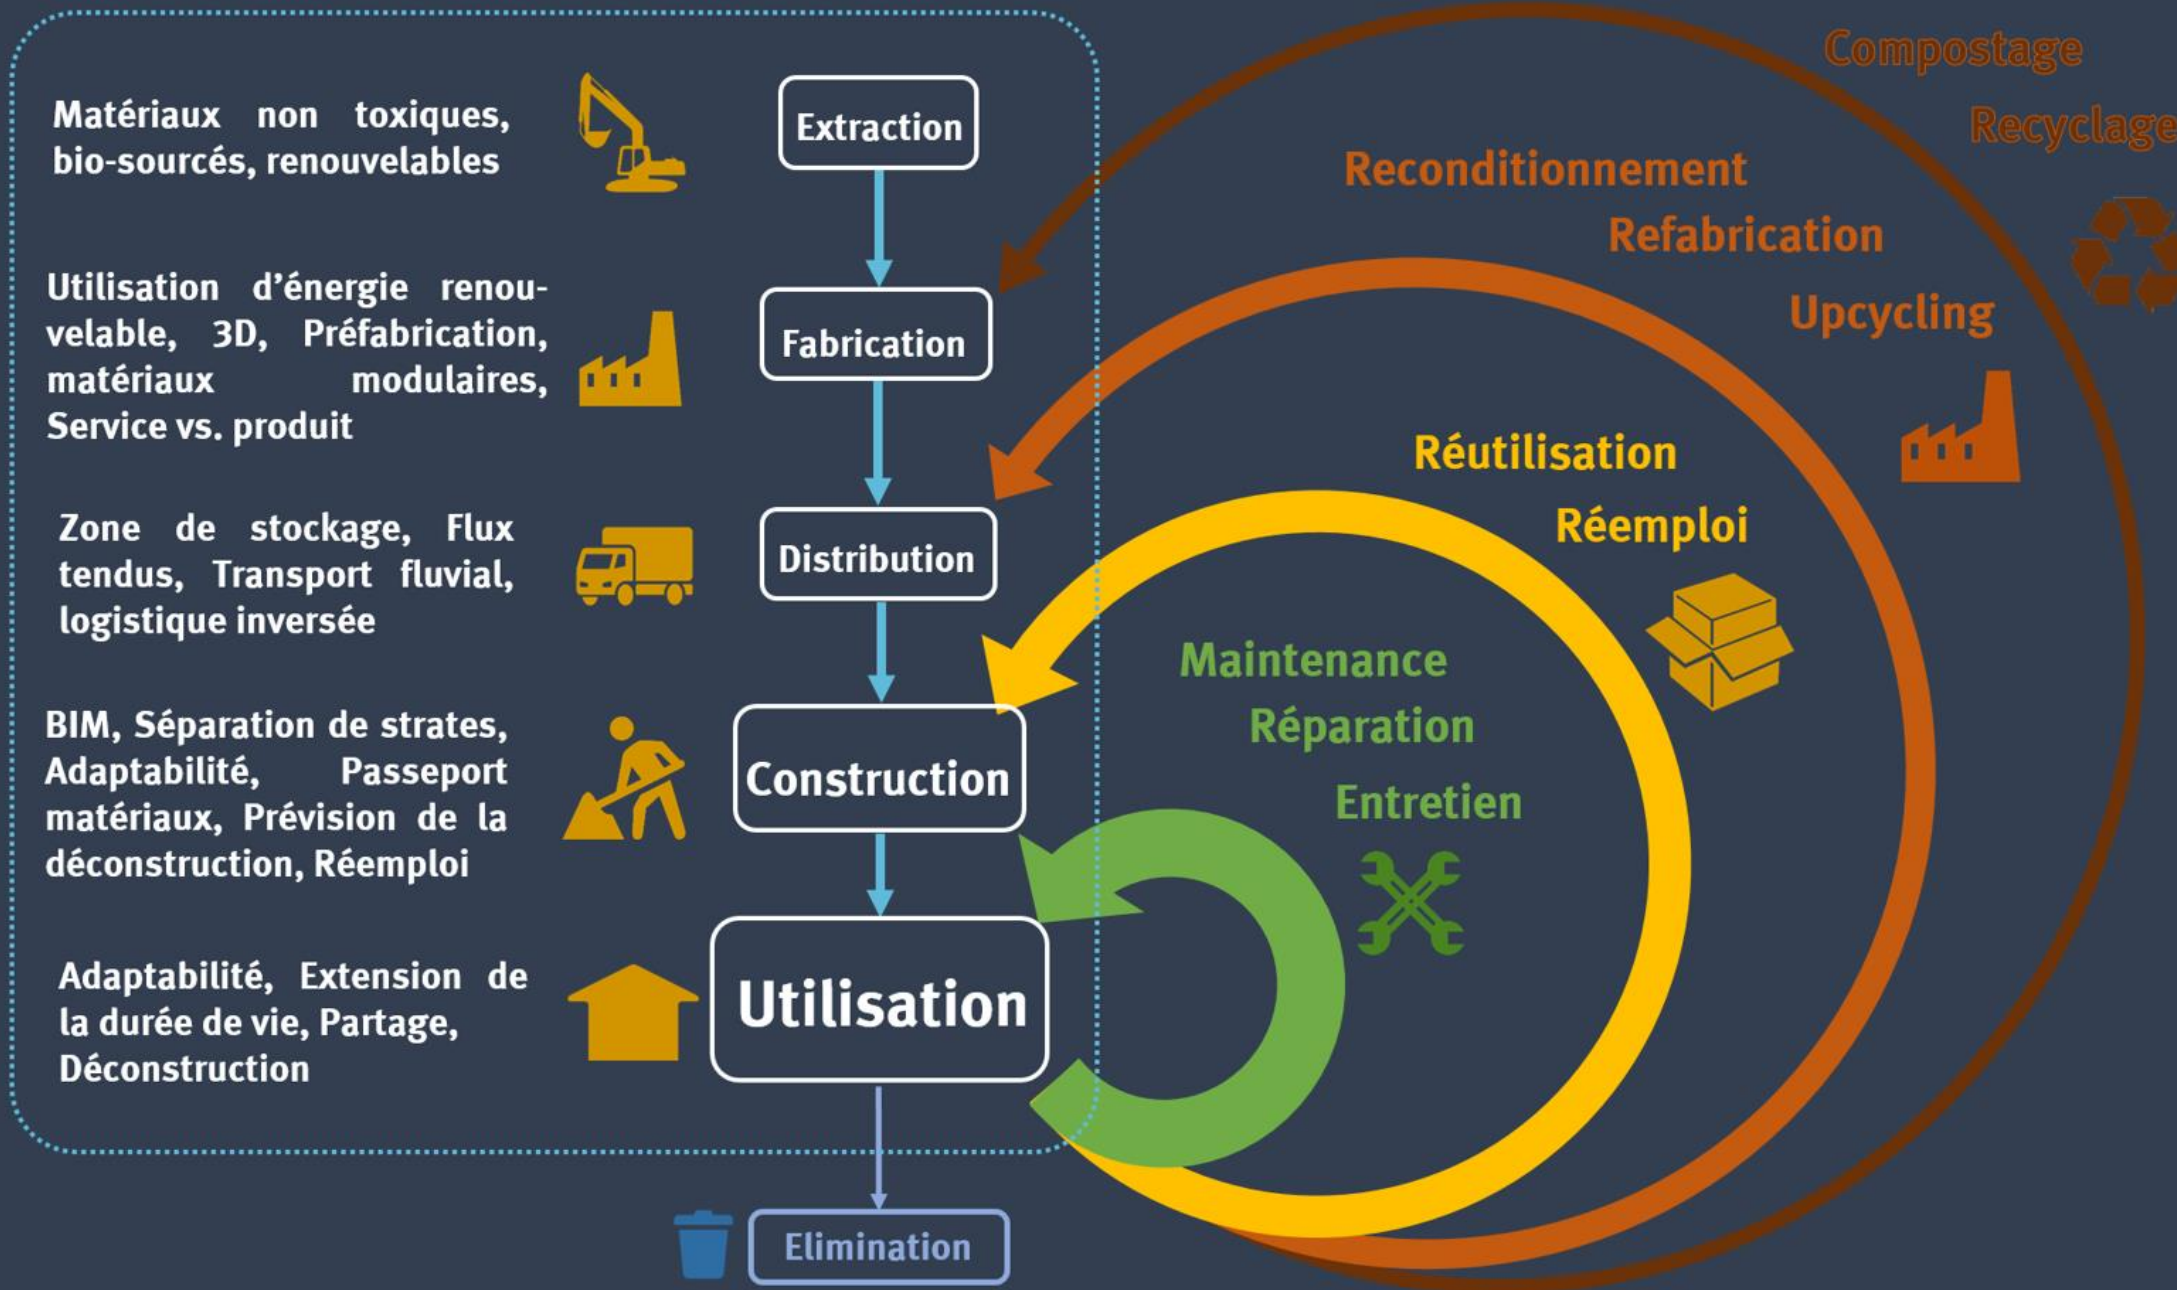 Matériaux non toxiques,
bio-sourcés, renouvelables
Extraction
Utilisation d'énergie renou-
velable, 3D, Préfabrication,
matériaux modulaires,
Service vs. produit
Fabrication
Zone de stockage, Flux
tendus, Transport fluvial,
logistique inversée
Distribution
BIM, Séparation de strates,
Adaptabilité, Passeport
matériaux, Prévision de la
déconstruction, Réemploi
Construction
Adaptabilité, Extension de
la durée de vie, Partage,
Déconstruction
Utilisation
Elimination
Compostage
Recyclage
Reconditionnement
Refabrication
Upcycling
Réutilisation
Réemploi
Maintenance
Réparation
Entretien